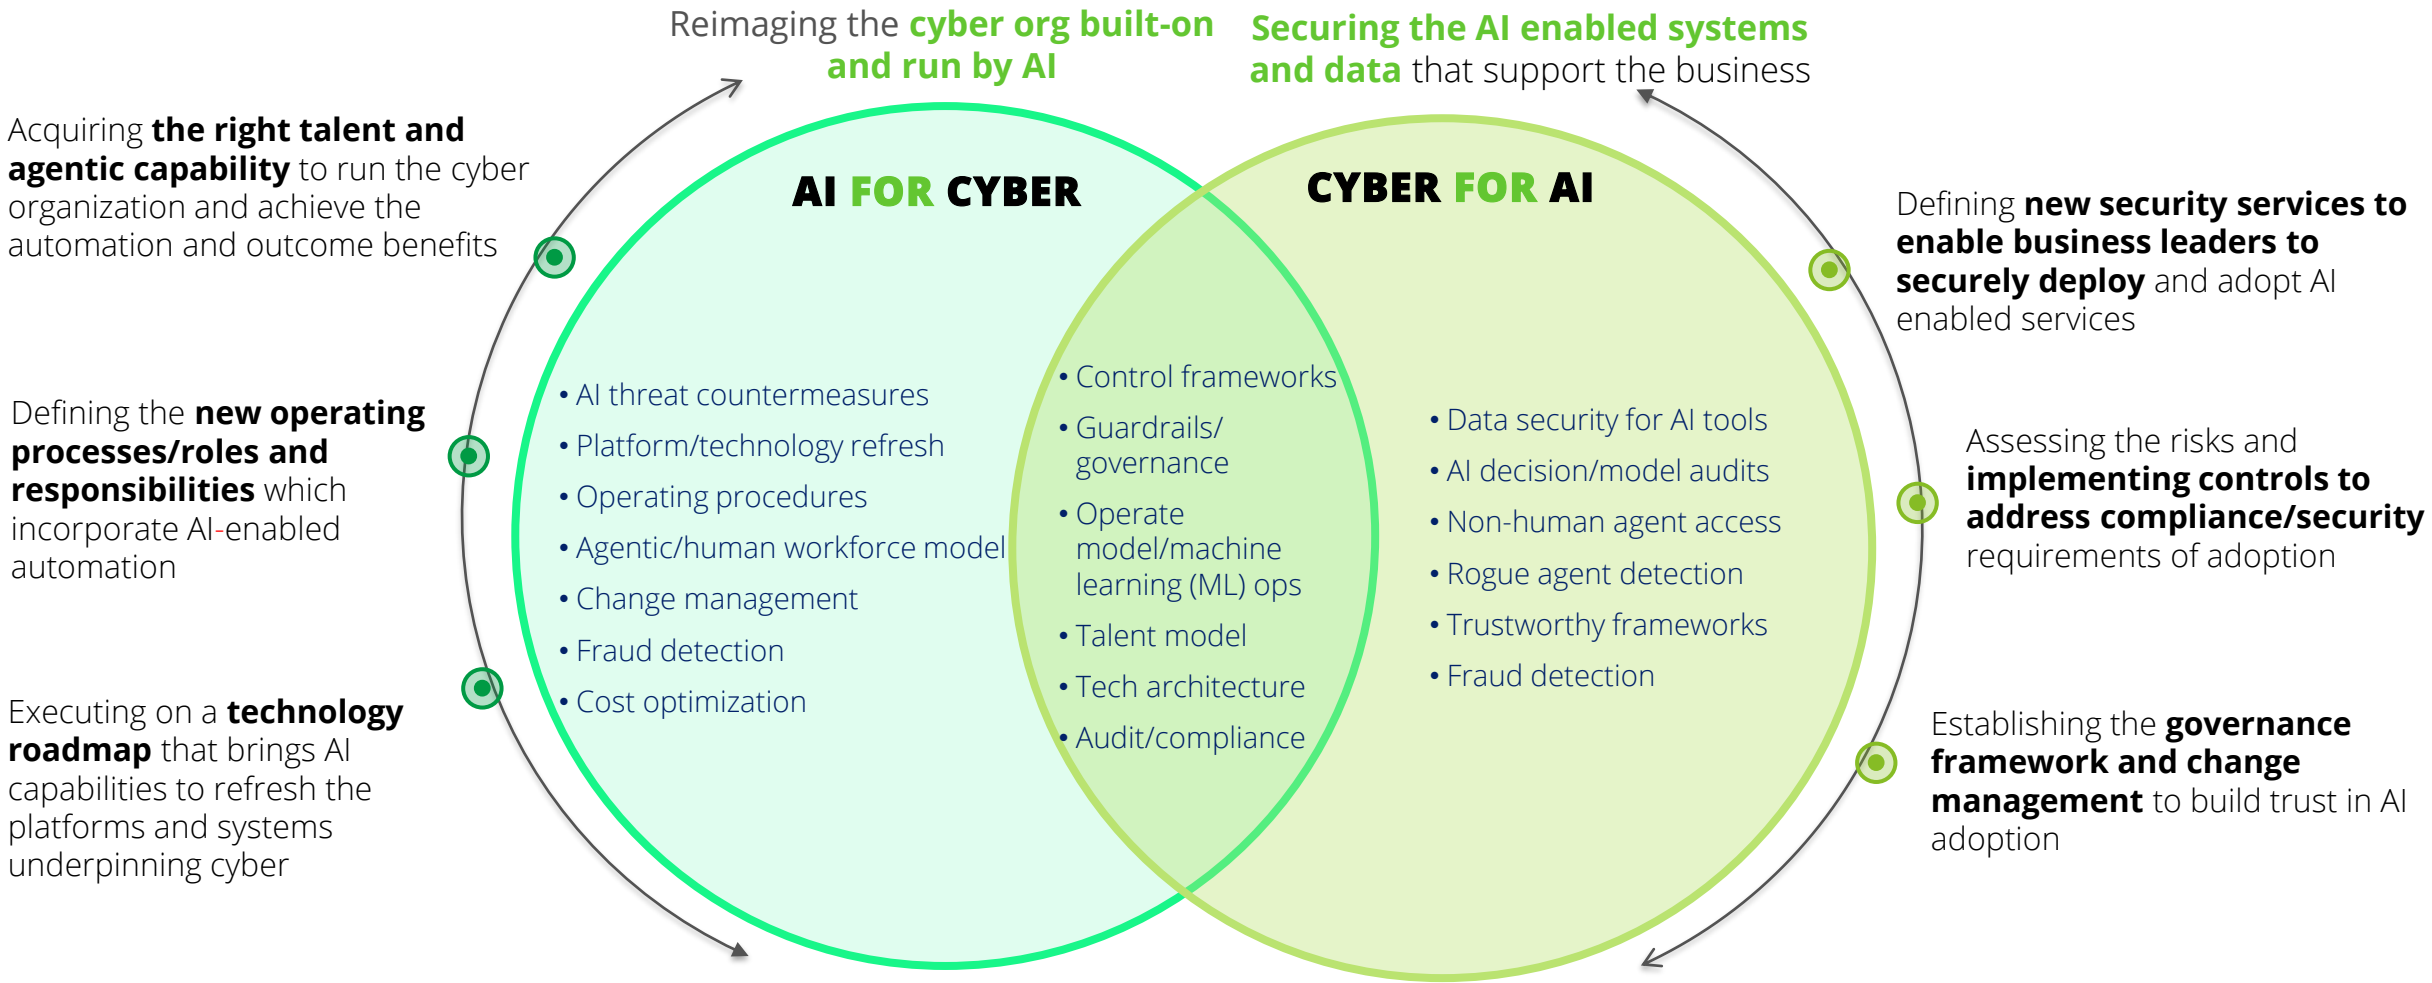 Reimaging the cyber org built-on
and run by AI
Securing the AI enabled systems
and data that support the business
Acquiring the right talent and
agentic capability to run the cyber
organization and achieve the
automation and outcome benefits
Defining the new operating
processes/roles and
responsibilities which
incorporate AI-enabled
automation
Executing on a technology
roadmap that brings AI
capabilities to refresh the
platforms and systems
underpinning cyber
AI FOR CYBER
• AI threat countermeasures
• Platform/technology refresh
• Operating procedures
• Agentic/human workforce model
• Change management
• Fraud detection
• Cost optimization
• Control frameworks
• Guardrails/
governance
• Operate
model/machine
learning (ML) ops
• Talent model
• Tech architecture
• Audit/compliance
CYBER FOR AI
• Data security for AI tools
• AI decision/model audits
• Non-human agent access
• Rogue agent detection
• Trustworthy frameworks
• Fraud detection
Defining new security services to
enable business leaders to
securely deploy and adopt AI
enabled services
Assessing the risks and
implementing controls to
address compliance/security
requirements of adoption
Establishing the governance
framework and change
management to build trust in AI
adoption